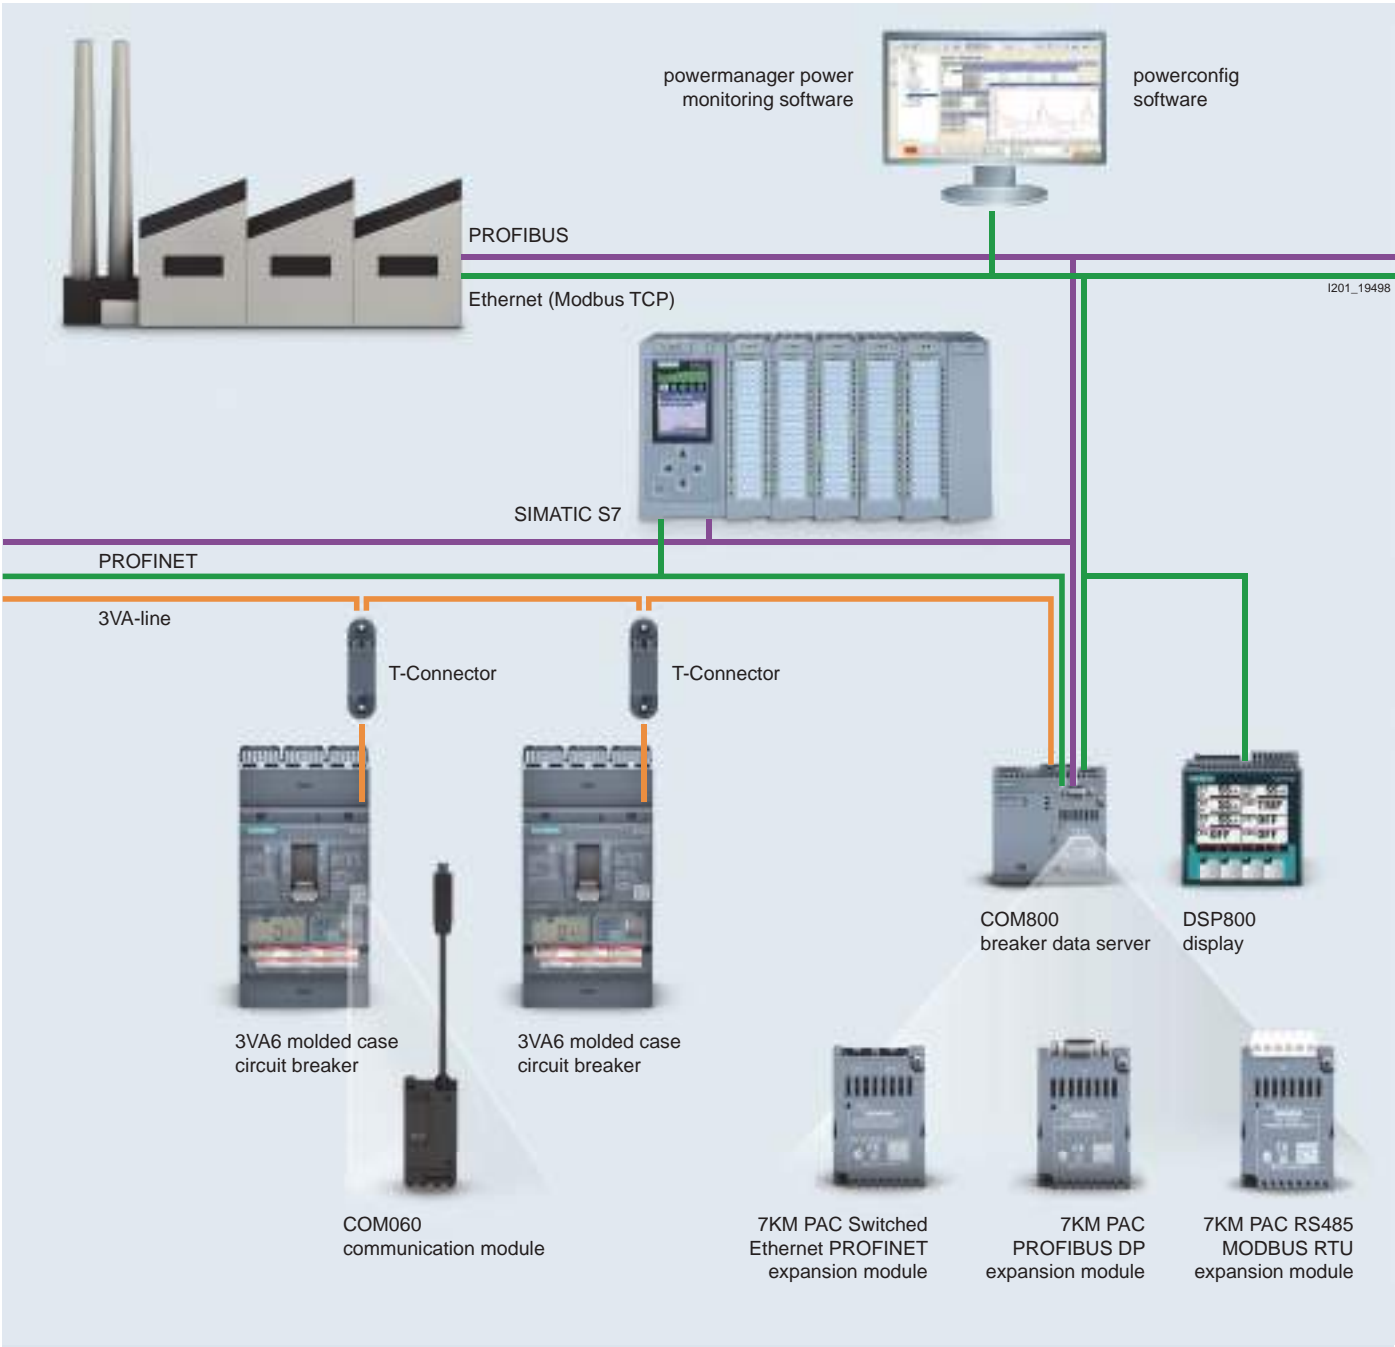 powermanager power
monitoring software
powerconfig
software
PROFIBUS
Ethernet (Modbus TCP)
I201_19498
SIMATIC S7
PROFINET
3VA-line
T-Connector
T-Connector
COM800
breaker data server
DSP800
display
3VA6 molded case
circuit breaker
3VA6 molded case
circuit breaker
COM060
communication module
7KM PAC Switched
Ethernet PROFINET
expansion module
7KM PAC
PROFIBUS DP
expansion module
7KM PAC RS485
MODBUS RTU
expansion module